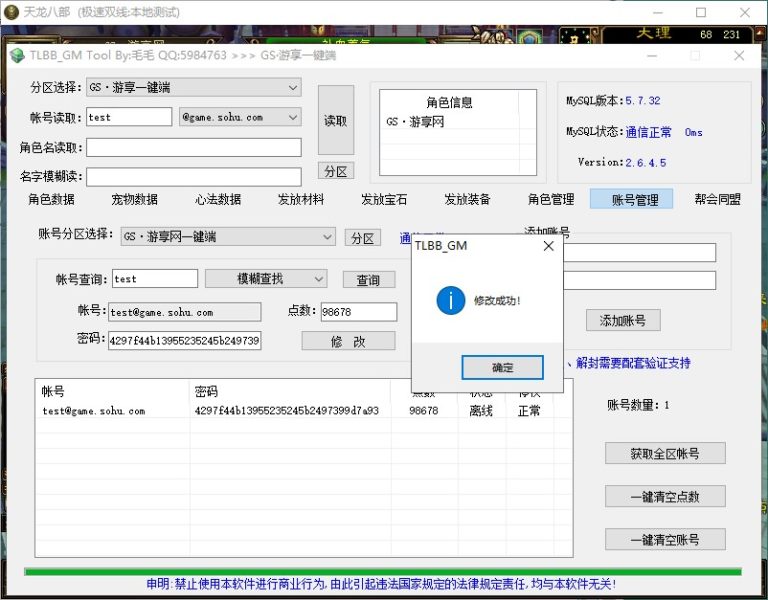 天龙八部 (极速双线:本地测试)
大理 68 231
TLBB_GM Tool By:毛毛 QQ:5984763 >>> GS·游享一键端
分区选择: GS·游享一键端
帐号读取: test @game.sohu.com 读取
角色名读取:
名字模糊读: 分区
角色信息
GS·游享网
MySQL版本:5.7.32
MySQL状态:通信正常 0ms
Version:2.6.4.5
角色数据 宠物数据 心法数据 发放材料 发放宝石 发放装备 角色管理 账号管理 帮会同盟
账号分区选择: GS·游享网一键端 分区
添加账号
帐号查询: test 模糊查找 查询
帐号: test@game.sohu.com 点数: 98678
密码: 4297f44b13955235245b249739 修 改
添加账号
TLBB_GM
修改成功!
确定
、解封需要配套验证支持
帐号 密码
test@game.sohu.com 4297f44b13955235245b2497399d7a93 98678 离线 正常
账号数量: 1
获取全区帐号
一键清空点数
一键清空账号
申明:禁止使用本软件进行商业行为,由此引起违法国家规定的法律规定责任,均与本软件无关!